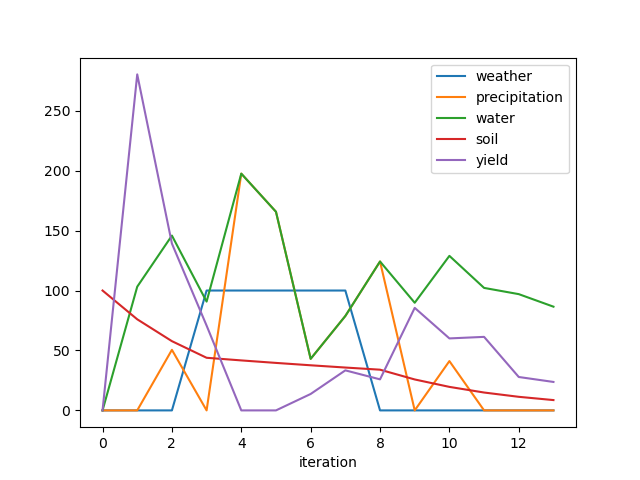 weather
precipitation
water
soil
yield
250
200
150
100
50
0
0 2 4 6 8 10 12
iteration